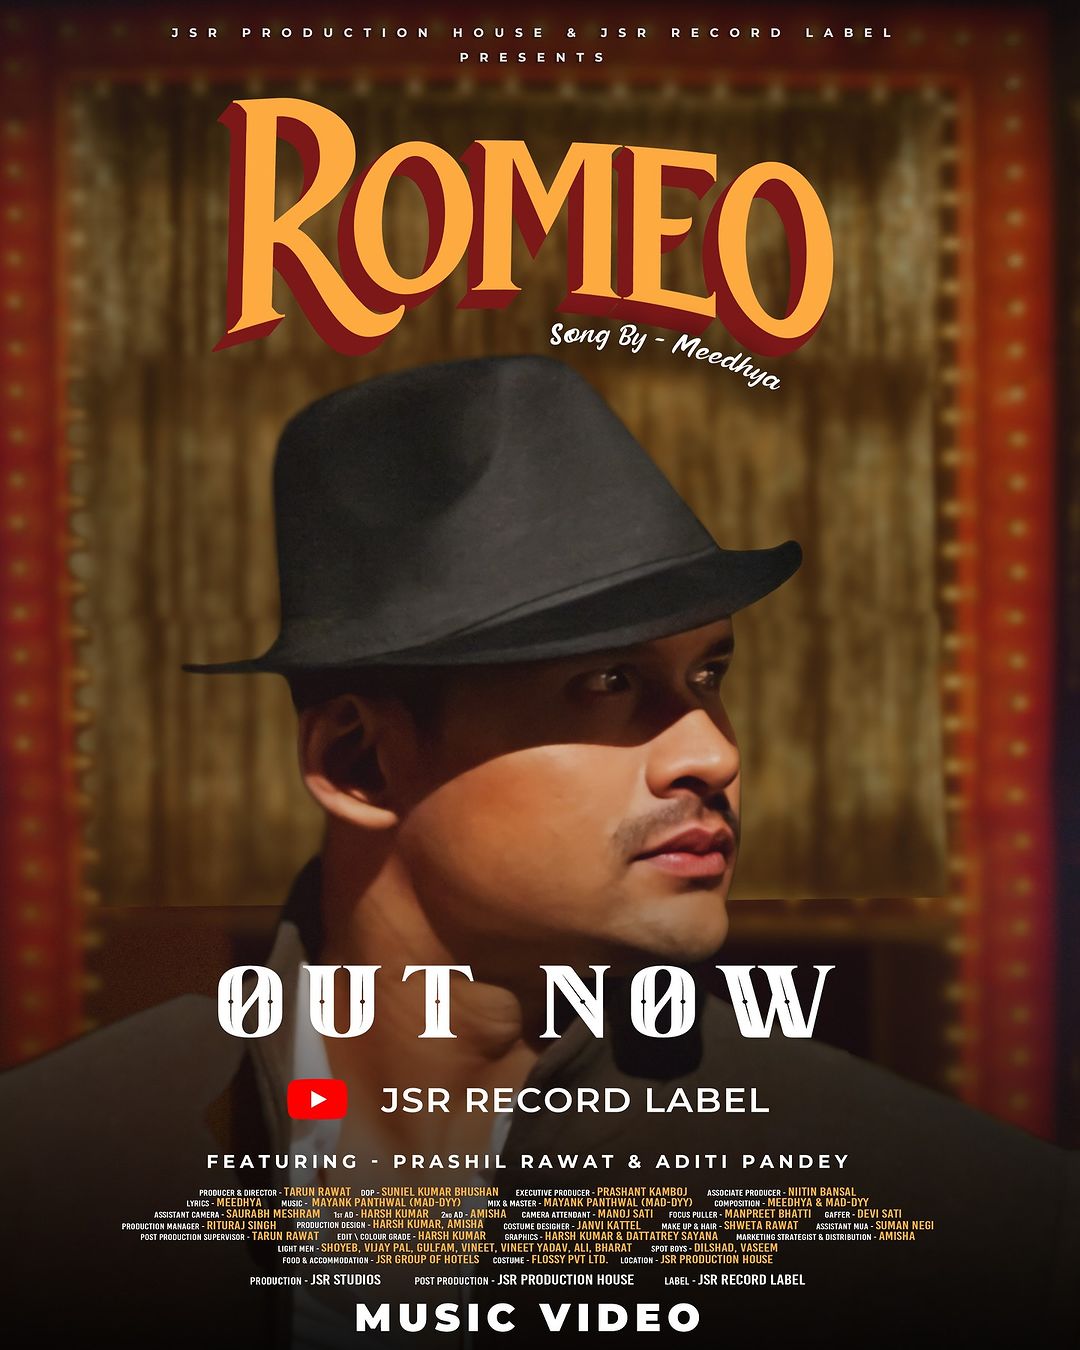 JSR PRODUCTION HOUSE & JSR RECORD LABEL
PRESENTS
ROMEO
Song By - Meedhya
OUT NOW
JSR RECORD LABEL
FEATURING - PRASHIL RAWAT & ADITI PANDEY
PRODUCER & DIRECTOR - TARUN RAWAT DOP - SUNIEL KUMAR BHUSHAN EXECUTIVE PRODUCER - PRASHANT KAMBOJ ASSOCIATE PRODUCER - NIITIN BANSAL
LYRICS - MEEDHYA MUSIC - MAYANK PANTHWAL (MAD-DYY) MIX & MASTER - MAYANK PANTHWAL (MAD-DYY) COMPOSITION - MEEDHYA & MAD-DYY
ASSISTANT CAMERA - SAURABH MESHRAM 1ST AD - HARSH KUMAR 2ND AD - AMISHA CAMERA ATTENDANT - MANOJ SATI FOCUS PULLER - MANPREET BHATTI GAFFER - DEVI SATI
PRODUCTION MANAGER - RITURAJ SINGH PRODUCTION DESIGN - HARSH KUMAR, AMISHA COSTUME DESIGNER - JANVI KATTEL MAKE UP & HAIR - SHWETA RAWAT ASSISTANT MUA - SUMAN NEGI
POST PRODUCTION SUPERVISOR - TARUN RAWAT EDIT \ COLOUR GRADE - HARSH KUMAR GRAPHICS - HARSH KUMAR & DATTATREY SAYANA MARKETING STRATEGIST & DISTRIBUTION - AMISHA
LIGHT MEN - SHOYEB, VIJAY PAL, GULFAM, VINEET, VINEET YADAV, ALI, BHARAT SPOT BOYS - DILSHAD, VASEEM
FOOD & ACCOMMODATION - JSR GROUP OF HOTELS COSTUME - FLOSSY PVT LTD. LOCATION - JSR PRODUCTION HOUSE
PRODUCTION - JSR STUDIOS POST PRODUCTION - JSR PRODUCTION HOUSE LABEL - JSR RECORD LABEL
MUSIC VIDEO